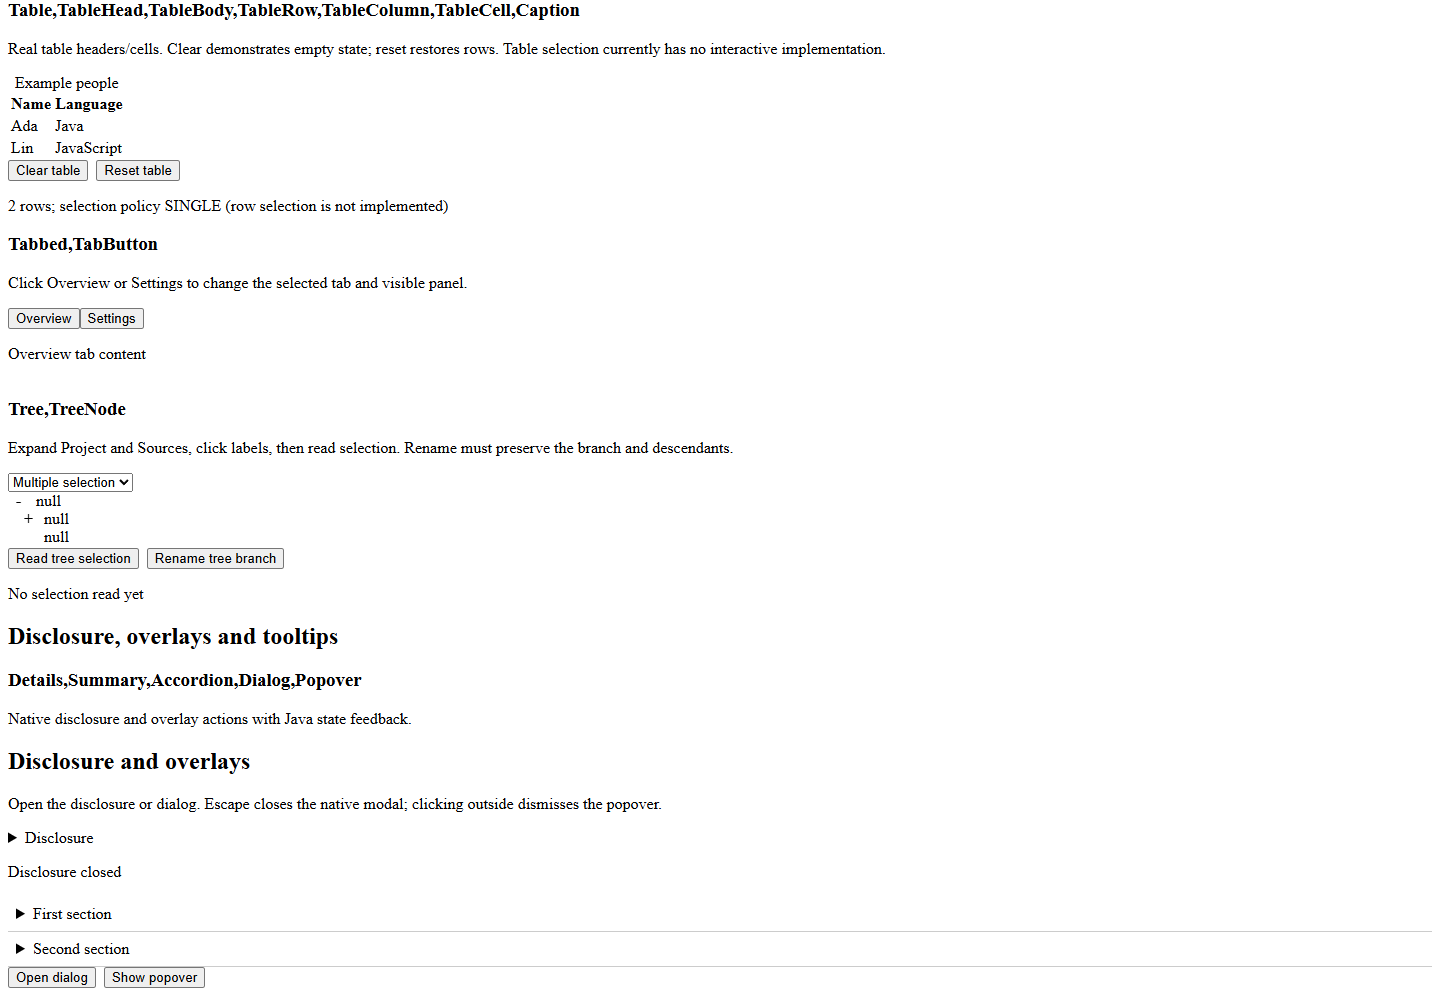 Table,TableHead,TableBody,TableRow,TableColumn,TableCell,Caption
Real table headers/cells. Clear demonstrates empty state; reset restores rows. Table selection currently has no interactive implementation.
Example people
Name Language
Ada Java
Lin JavaScript
Clear table Reset table
2 rows; selection policy SINGLE (row selection is not implemented)
Tabbed,TabButton
Click Overview or Settings to change the selected tab and visible panel.
Overview Settings
Overview tab content
Tree,TreeNode
Expand Project and Sources, click labels, then read selection. Rename must preserve the branch and descendants.
Multiple selection
- null
+ null
null
Read tree selection Rename tree branch
No selection read yet
Disclosure, overlays and tooltips
Details,Summary,Accordion,Dialog,Popover
Native disclosure and overlay actions with Java state feedback.
Disclosure and overlays
Open the disclosure or dialog. Escape closes the native modal; clicking outside dismisses the popover.
Disclosure
Disclosure closed
First section
Second section
Open dialog Show popover